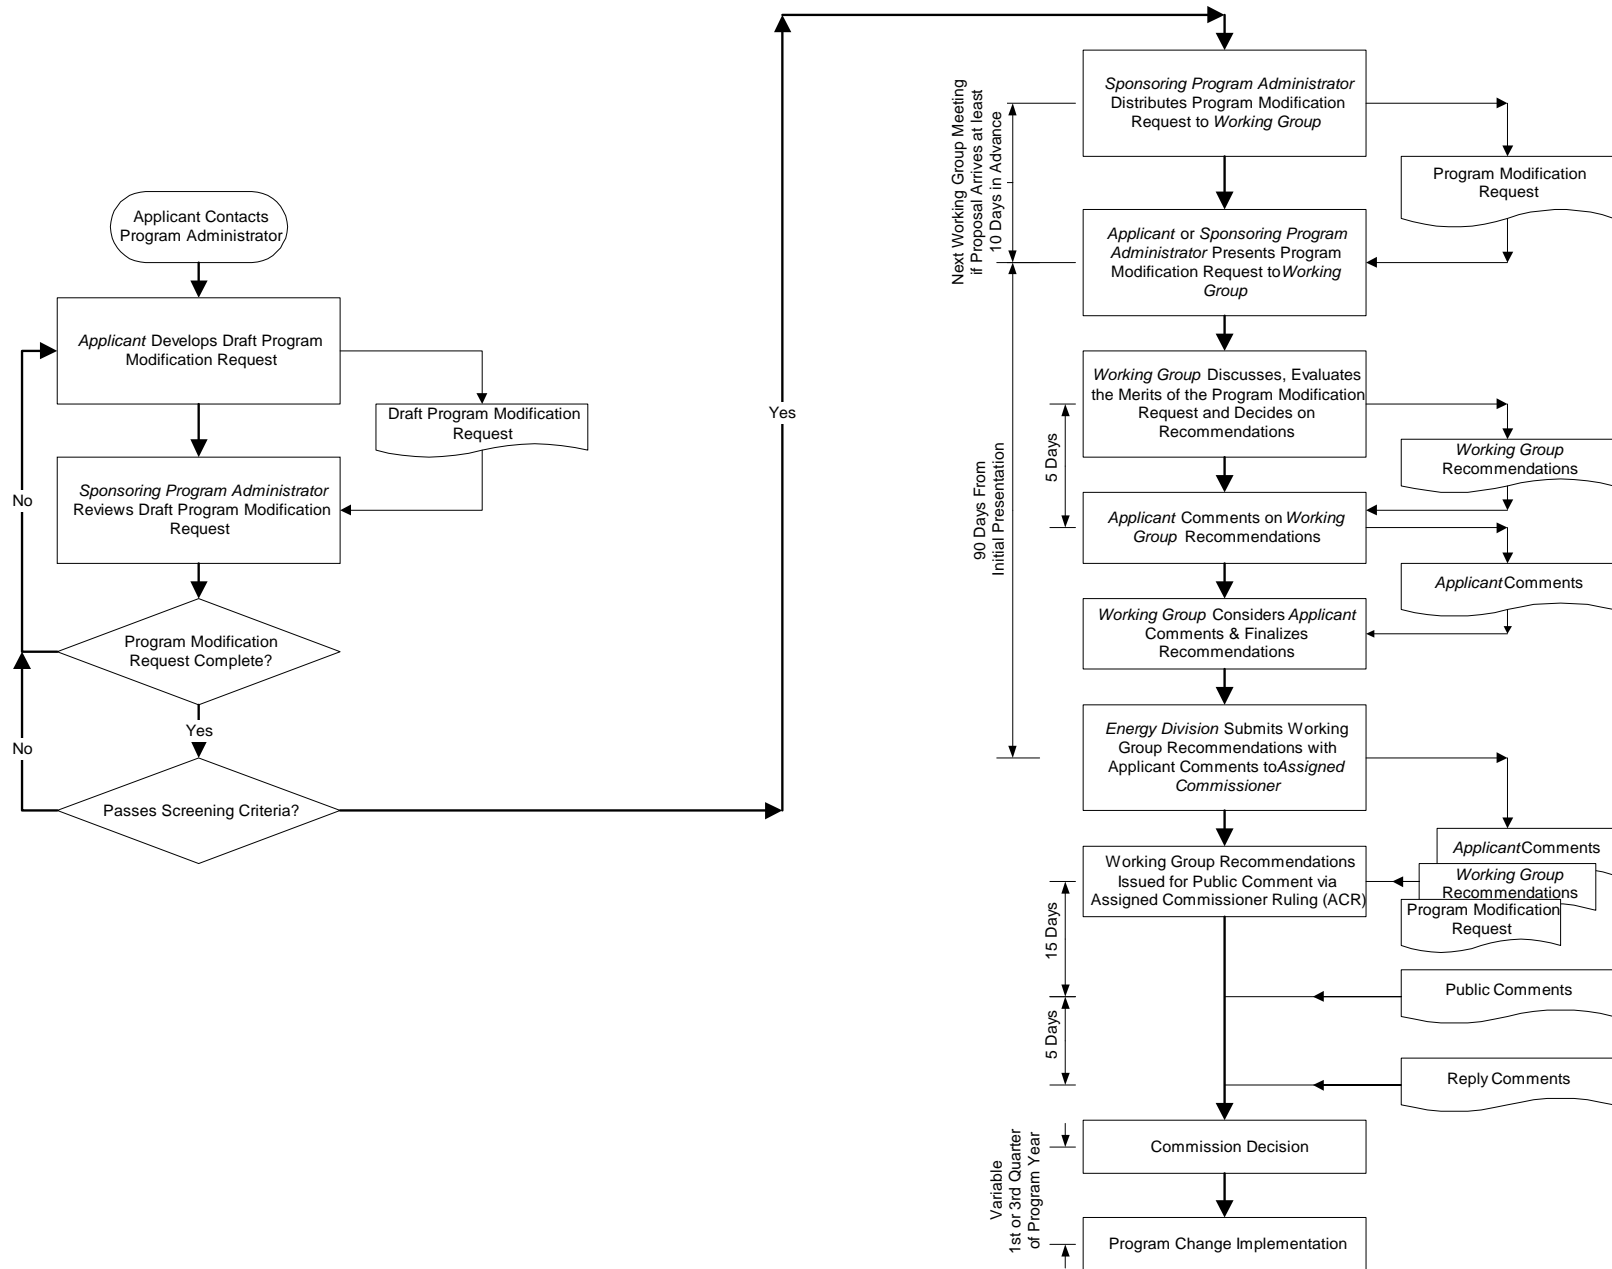 Applicant Contacts
Program Administrator
Applicant Develops Draft Program
Modification Request
Draft Program Modification
Request
Sponsoring Program Administrator
Reviews Draft Program Modification
Request
No
Program Modification
Request Complete?
Yes
No
Passes Screening Criteria?
Yes
Sponsoring Program Administrator
Distributes Program Modification
Request to Working Group
Next Working Group Meeting
if Proposal Arrives at least
10 Days in Advance
Program Modification
Request
Applicant or Sponsoring Program
Administrator Presents Program
Modification Request to Working
Group
Working Group Discusses, Evaluates
the Merits of the Program Modification
Request and Decides on
Recommendations
5 Days
Working Group
Recommendations
90 Days From
Initial Presentation
Applicant Comments on Working
Group Recommendations
Applicant Comments
Working Group Considers Applicant
Comments & Finalizes
Recommendations
Energy Division Submits Working
Group Recommendations with
Applicant Comments to Assigned
Commissioner
Applicant Comments
Working Group
Recommendations
Program Modification
Request
Working Group Recommendations
Issued for Public Comment via
Assigned Commissioner Ruling (ACR)
15 Days
Public Comments
5 Days
Reply Comments
Commission Decision
Variable
1st or 3rd Quarter
of Program Year
Program Change Implementation